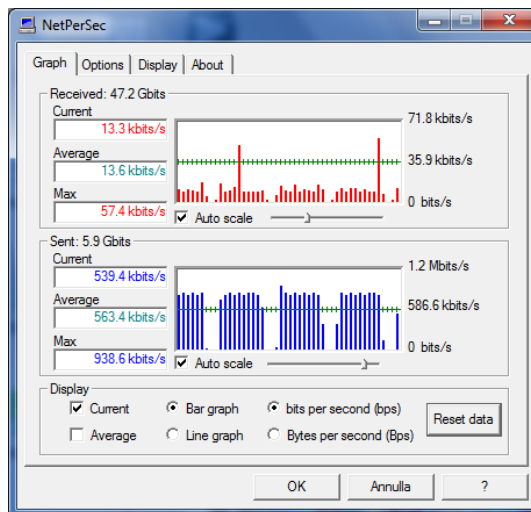 NetPerSec
Graph Options Display About
Received: 47.2 Gbits
Current
13.3 kbits/s
Average
13.6 kbits/s
Max
57.4 kbits/s
71.8 kbits/s
35.9 kbits/s
0 bits/s
Auto scale
Sent: 5.9 Gbits
Current
539.4 kbits/s
Average
563.4 kbits/s
Max
938.6 kbits/s
1.2 Mbits/s
586.6 kbits/s
0 bits/s
Auto scale
Display
Current Bar graph bits per second (bps)
Average Line graph Bytes per second (Bps)
Reset data
OK Annulla ?